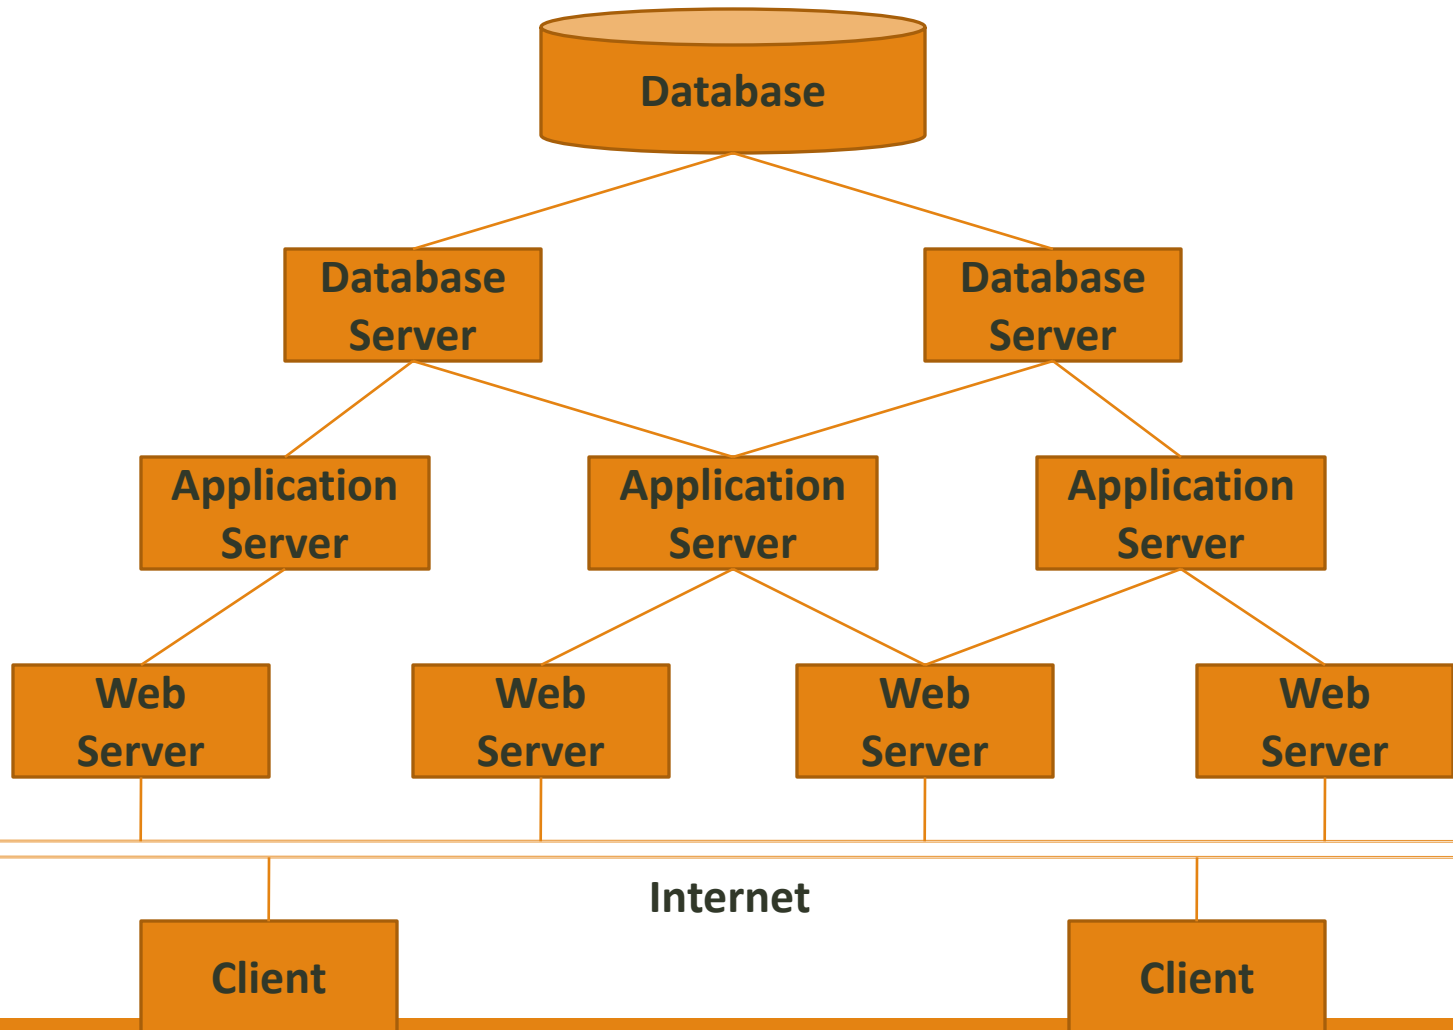 Database
Database
Server
Database
Server
Application
Server
Application
Server
Application
Server
Web
Server
Web
Server
Web
Server
Web
Server
Internet
Client
Client